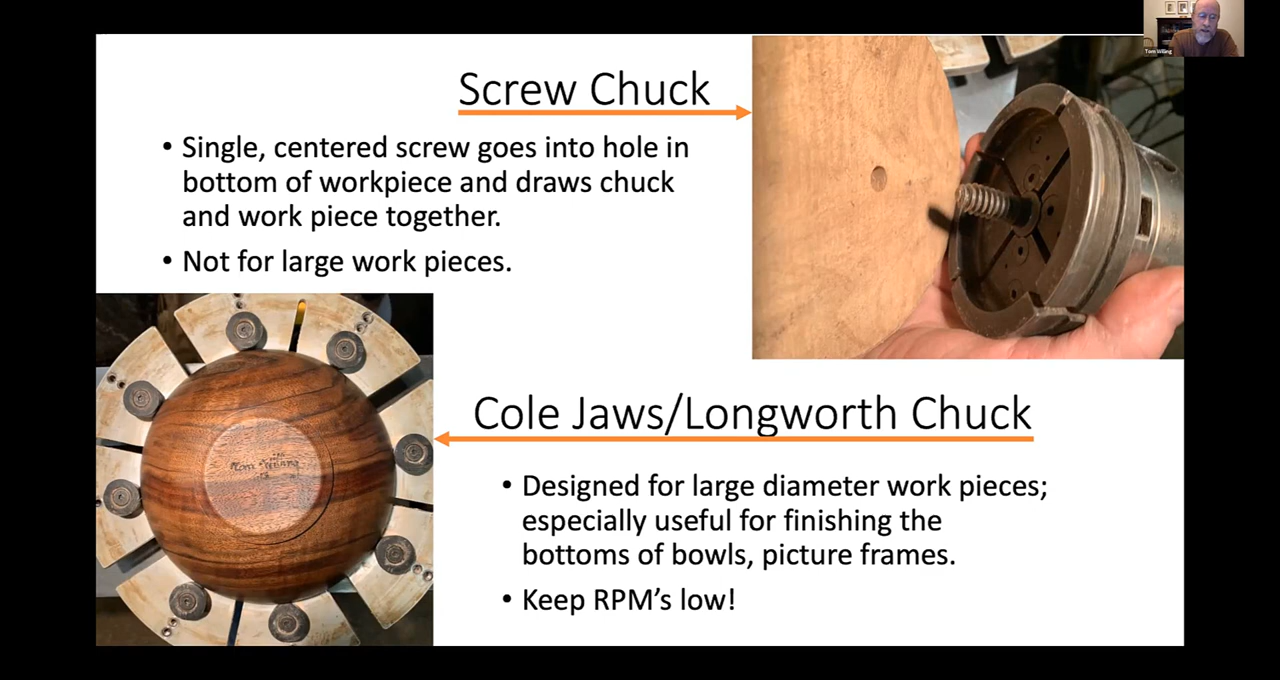 Tom Wiling
Screw Chuck
• Single, centered screw goes into hole in
bottom of workpiece and draws chuck
and work piece together.
• Not for large work pieces.
Cole Jaws/Longworth Chuck
• Designed for large diameter work pieces;
especially useful for finishing the
bottoms of bowls, picture frames.
• Keep RPM’s low!